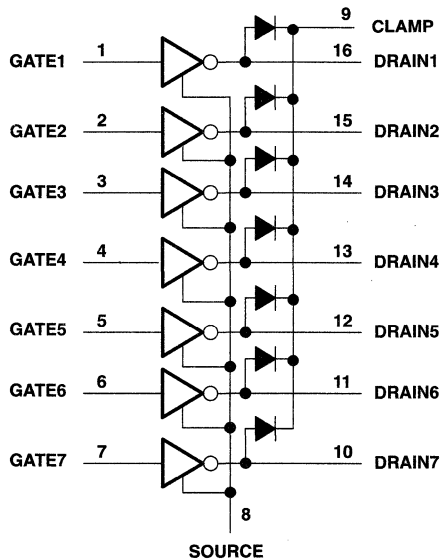 9 CLAMP
GATE1 1 16 DRAIN1
GATE2 2 15 DRAIN2
GATE3 3 14 DRAIN3
GATE4 4 13 DRAIN4
GATE5 5 12 DRAIN5
GATE6 6 11 DRAIN6
GATE7 7 10 DRAIN7
8
SOURCE